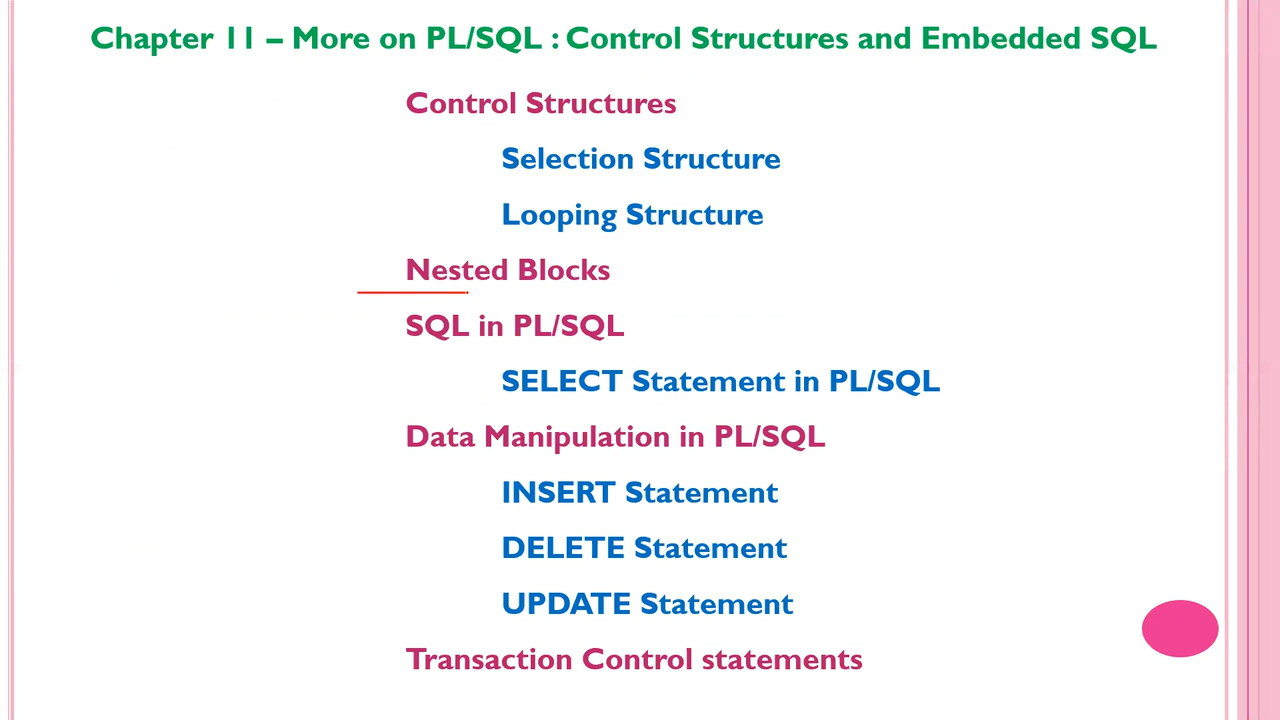 Chapter 11 – More on PL/SQL : Control Structures and Embedded SQL
Control Structures
Selection Structure
Looping Structure
Nested Blocks
SQL in PL/SQL
SELECT Statement in PL/SQL
Data Manipulation in PL/SQL
INSERT Statement
DELETE Statement
UPDATE Statement
Transaction Control statements